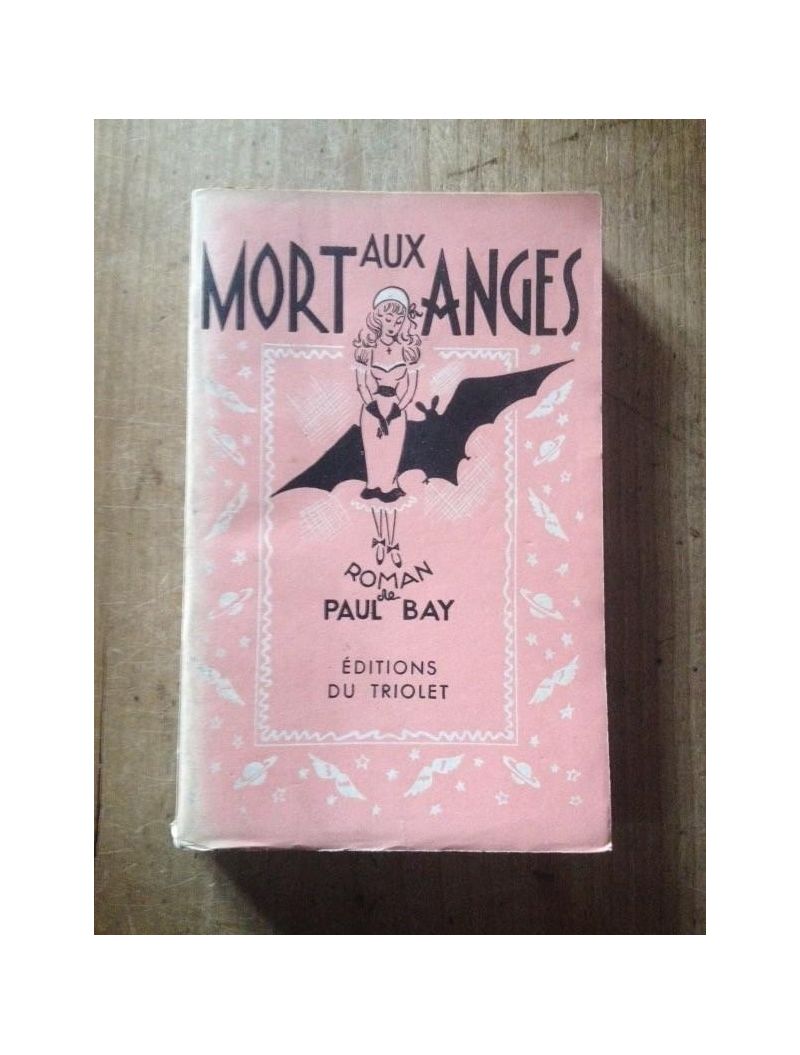 MORT AUX ANGES
ROMAN
de
PAUL BAY
ÉDITIONS
DU TRIOLET